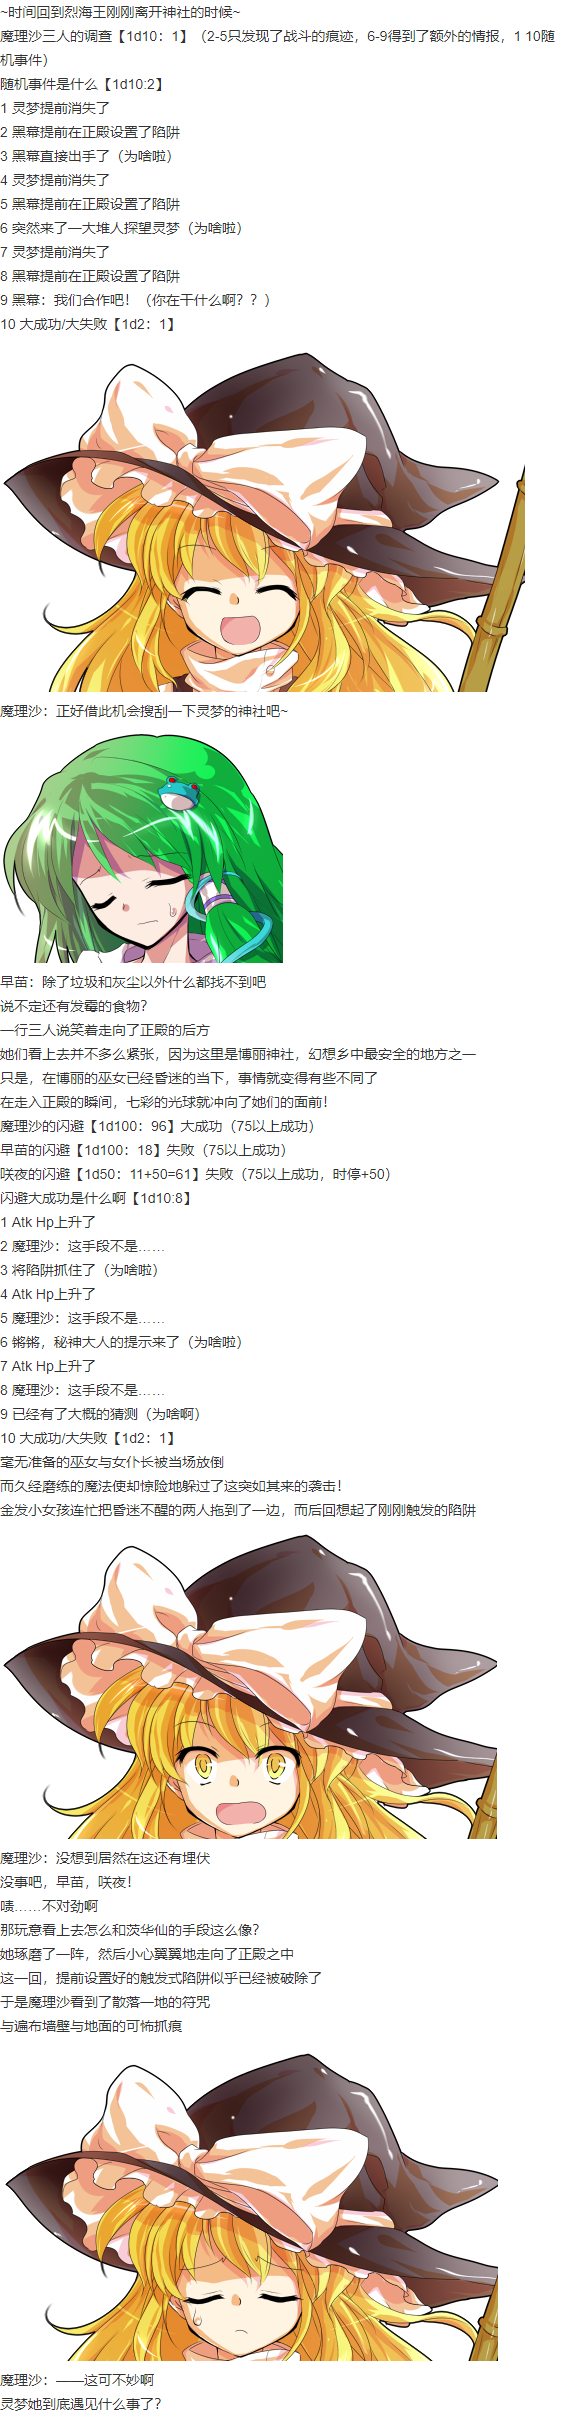 ~时间回到烈海王刚刚离开神社的时候~
魔理沙三人的调查【1d10：1】（2-5只发现了战斗的痕迹，6-9得到了额外的情报，1 10随
机事件）
随机事件是什么【1d10:2】
1 灵梦提前消失了
2 黑幕提前在正殿设置了陷阱
3 黑幕直接出手了（为啥啦）
4 灵梦提前消失了
5 黑幕提前在正殿设置了陷阱
6 突然来了一大堆人探望灵梦（为啥啦）
7 灵梦提前消失了
8 黑幕提前在正殿设置了陷阱
9 黑幕：我们合作吧！（你在干什么啊？？）
10 大成功/大失败【1d2：1】
魔理沙：正好借此机会搜刮一下灵梦的神社吧~
早苗：除了垃圾和灰尘以外什么都找不到吧
说不定还有发霉的食物?
一行三人说笑着走向了正殿的后方
她们看上去并不多么紧张，因为这里是博丽神社，幻想乡中最安全的地方之一
只是，在博丽的巫女已经昏迷的当下，事情就变得有些不同了
在走入正殿的瞬间，七彩的光球就冲向了她们的面前！
魔理沙的闪避【1d100：96】大成功（75以上成功）
早苗的闪避【1d100：18】失败（75以上成功）
咲夜的闪避【1d50：11+50=61】失败（75以上成功，时停+50）
闪避大成功是什么啊【1d10:8】
1 Atk Hp上升了
2 魔理沙：这手段不是……
3 将陷阱抓住了（为啥啦）
4 Atk Hp上升了
5 魔理沙：这手段不是……
6 锵锵，秘神大人的提示来了（为啥啦）
7 Atk Hp上升了
8 魔理沙：这手段不是……
9 已经有了大概的猜测（为啥啊）
10 大成功/大失败【1d2：1】
毫无准备的巫女与女仆长被当场放倒
而久经磨练的魔法使却惊险地躲过了这突如其来的袭击！
金发小女孩连忙把昏迷不醒的两人拖到了一边，而后回想起了刚刚触发的陷阱
魔理沙：没想到居然在这还有埋伏
没事吧，早苗，咲夜！
啧……不对劲啊
那玩意看上去怎么和茨华仙的手段这么像?
她琢磨了一阵，然后小心翼翼地走向了正殿之中
这一回，提前设置好的触发式陷阱似乎已经被破除了
于是魔理沙看到了散落一地的符咒
与遍布墙壁与地面的可怖抓痕
魔理沙：——这可不妙啊
灵梦她到底遇见什么事了?